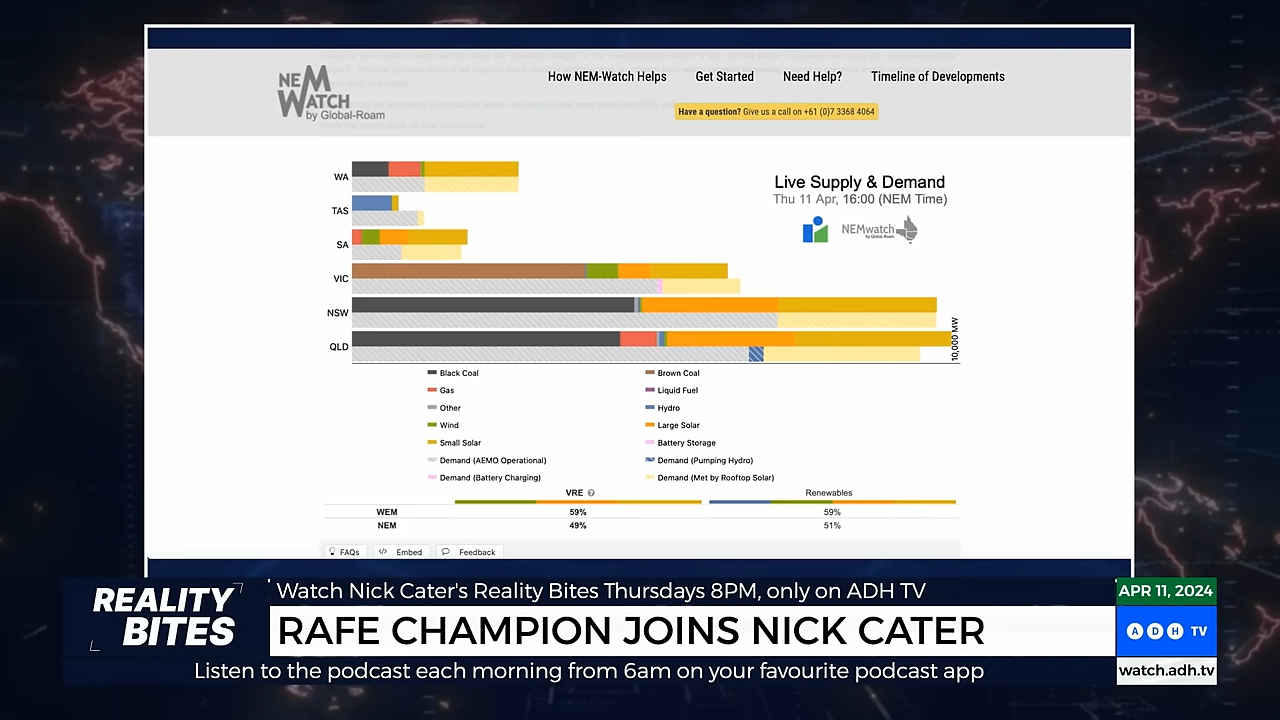 NEM WATCH
by Global-Roam
How NEM-Watch Helps Get Started Need Help? Timeline of Developments
Have a question? Give us a call on +61 (0)7 3368 4064
Live Supply & Demand
Thu 11 Apr, 16:00 (NEM Time)
NEMwatch
by Global-Roam
WA
TAS
SA
VIC
NSW
QLD
10,000 MW
Black Coal Brown Coal
Gas Liquid Fuel
Other Hydro
Wind Large Solar
Small Solar Battery Storage
Demand (AEMO Operational) Demand (Pumping Hydro)
Demand (Battery Charging) Demand (Met by Rooftop Solar)
VRE ? Renewables
WEM 59% 59%
NEM 49% 51%
FAQs </> Embed Feedback
REALITY
BITES
Watch Nick Cater's Reality Bites Thursdays 8PM, only on ADH TV
RAFE CHAMPION JOINS NICK CATER
Listen to the podcast each morning from 6am on your favourite podcast app
APR 11, 2024
ADH TV
watch.adh.tv